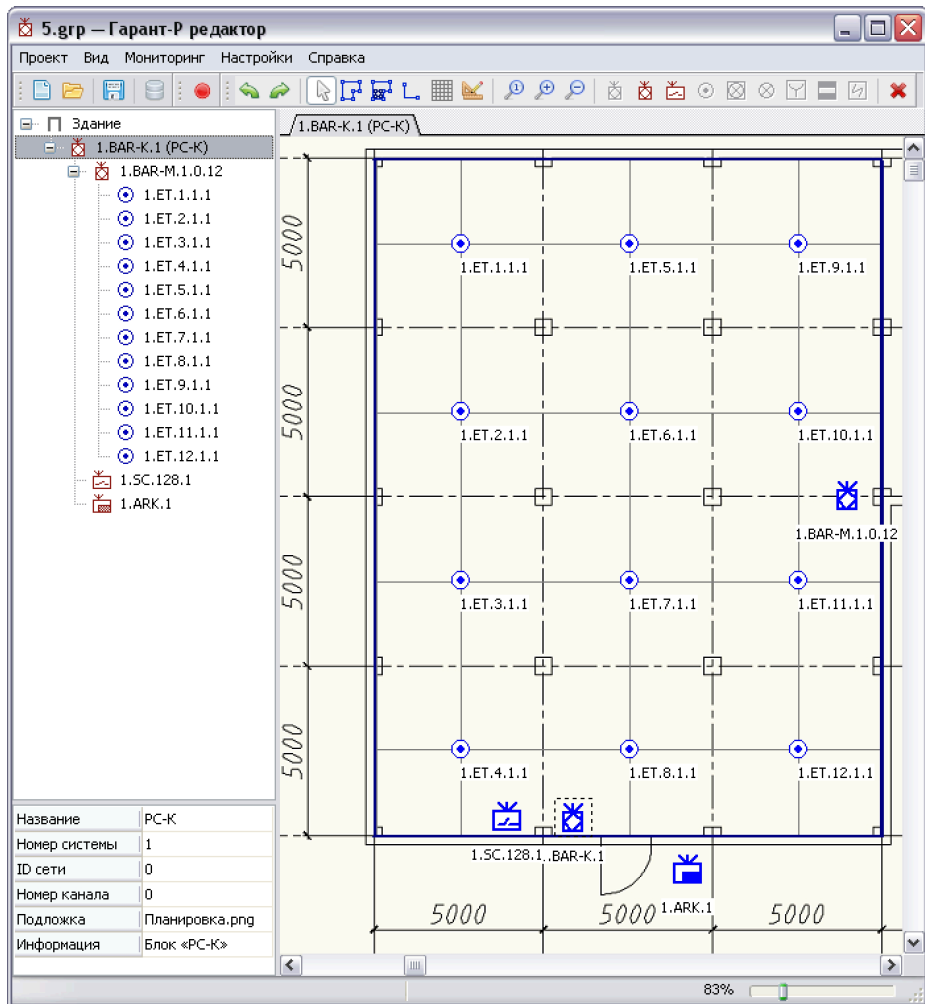 5.grp — Гарант-Р редактор
Проект Вид Мониторинг Настройки Справка
Здание
1.BAR-K.1 (РС-К)
1.BAR-M.1.0.12
1.ET.1.1.1
1.ET.2.1.1
1.ET.3.1.1
1.ET.4.1.1
1.ET.5.1.1
1.ET.6.1.1
1.ET.7.1.1
1.ET.8.1.1
1.ET.9.1.1
1.ET.10.1.1
1.ET.11.1.1
1.ET.12.1.1
1.SC.128.1
1.ARK.1
Название РС-К
Номер системы 1
ID сети 0
Номер канала 0
Подложка Планировка.png
Информация Блок «РС-К»
1.BAR-K.1 (РС-К)
5000
1.ET.1.1.1 1.ET.5.1.1 1.ET.9.1.1
5000
1.ET.2.1.1 1.ET.6.1.1 1.ET.10.1.1
1.BAR-M.1.0.12
5000
1.ET.3.1.1 1.ET.7.1.1 1.ET.11.1.1
5000
1.ET.4.1.1 1.ET.8.1.1 1.ET.12.1.1
1.SC.128.1 .BAR-K.1
1.ARK.1
5000 5000 5000
83%